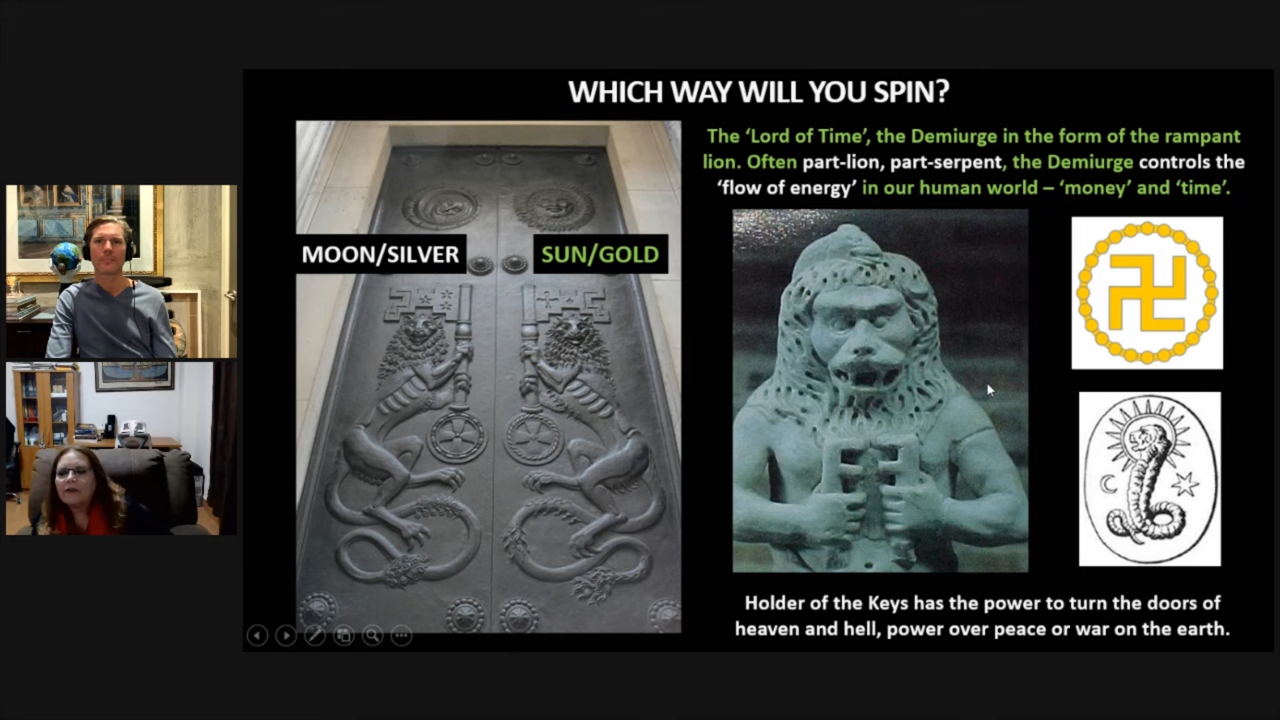 WHICH WAY WILL YOU SPIN?
MOON/SILVER
SUN/GOLD
The ‘Lord of Time’, the Demiurge in the form of the rampant
lion. Often part-lion, part-serpent, the Demiurge controls the
‘flow of energy’ in our human world – ‘money’ and ‘time’.
Holder of the Keys has the power to turn the doors of
heaven and hell, power over peace or war on the earth.